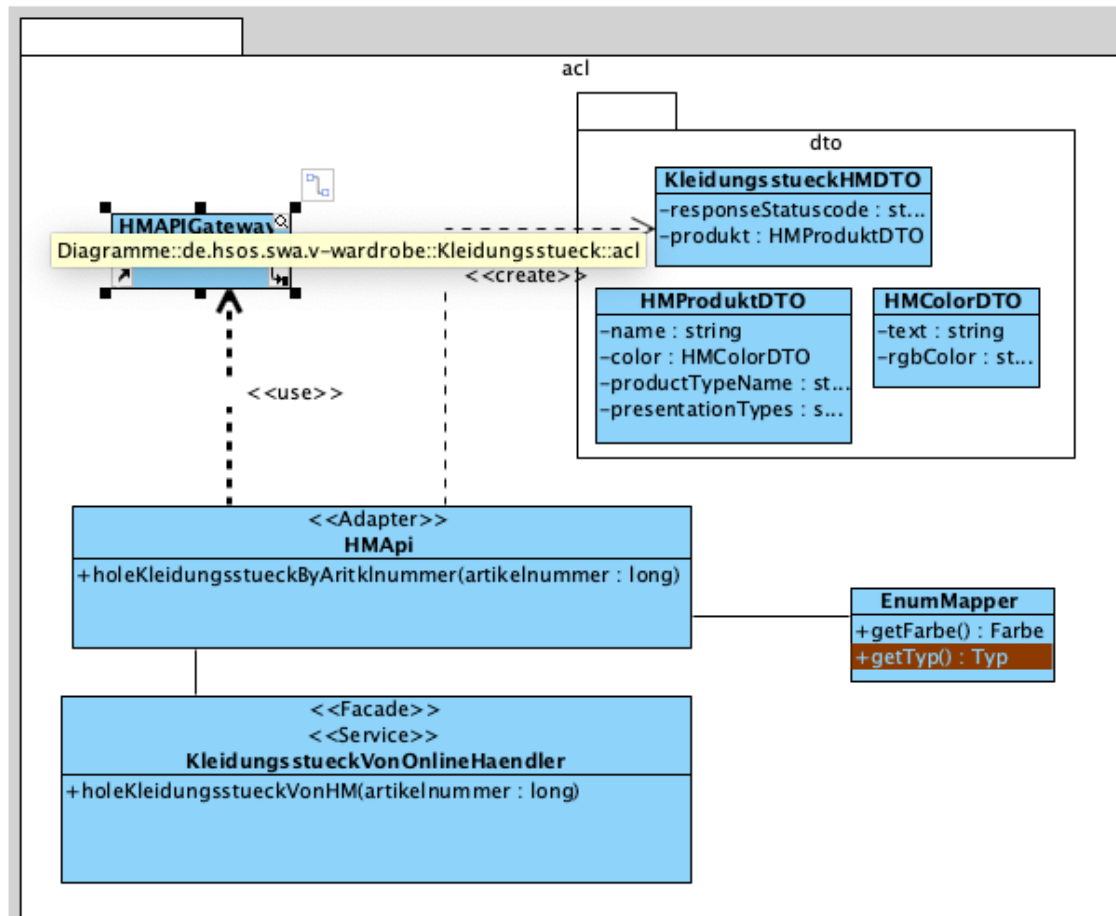 acl
dto
KleidungsstueckHMDTO
-responseStatuscode : st...
-produkt : HMProduktDTO
HMAPIGateway
Diagramme::de.hsos.swa.v-wardrobe::Kleidungsstueck::acl
<<create>>
HMProduktDTO
-name : string
-color : HMColorDTO
-productTypeName : st...
-presentationTypes : s...
HMColorDTO
-text : string
-rgbColor : st...
<<use>>
<<Adapter>>
HMApi
+holeKleidungsstueckByAritklnummer(artikelnummer : long)
EnumMapper
+getFarbe() : Farbe
+getTyp() : Typ
<<Facade>>
<<Service>>
KleidungsstueckVonOnlineHaendler
+holeKleidungsstueckVonHM(artikelnummer : long)